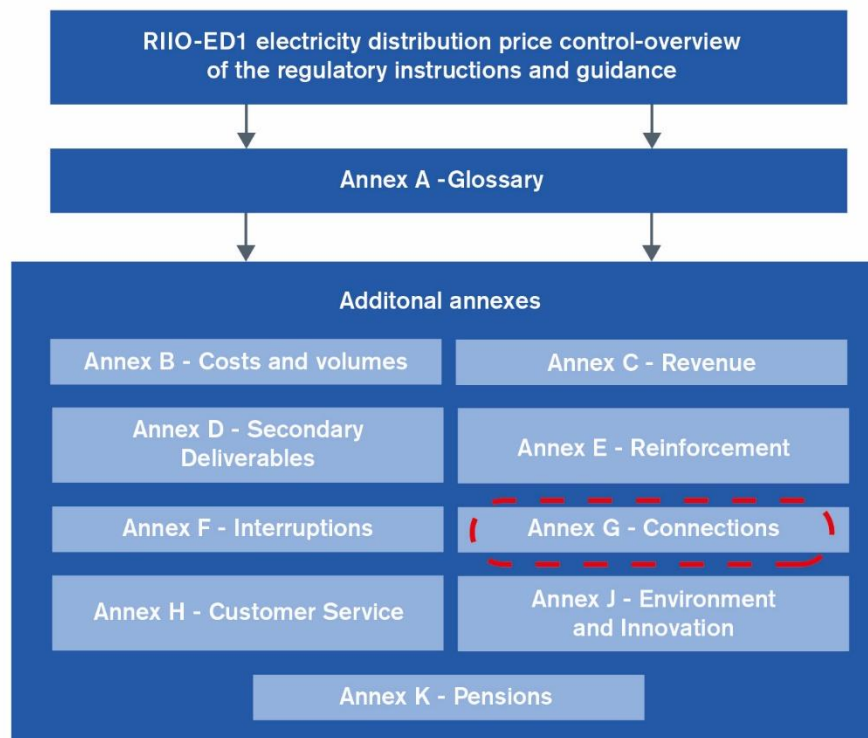 RIIO-ED1 electricity distribution price control-overview
of the regulatory instructions and guidance
Annex A -Glossary
Additonal annexes
Annex B - Costs and volumes
Annex C - Revenue
Annex D - Secondary
Deliverables
Annex E - Reinforcement
Annex F - Interruptions
Annex G - Connections
Annex H - Customer Service
Annex J - Environment
and Innovation
Annex K - Pensions